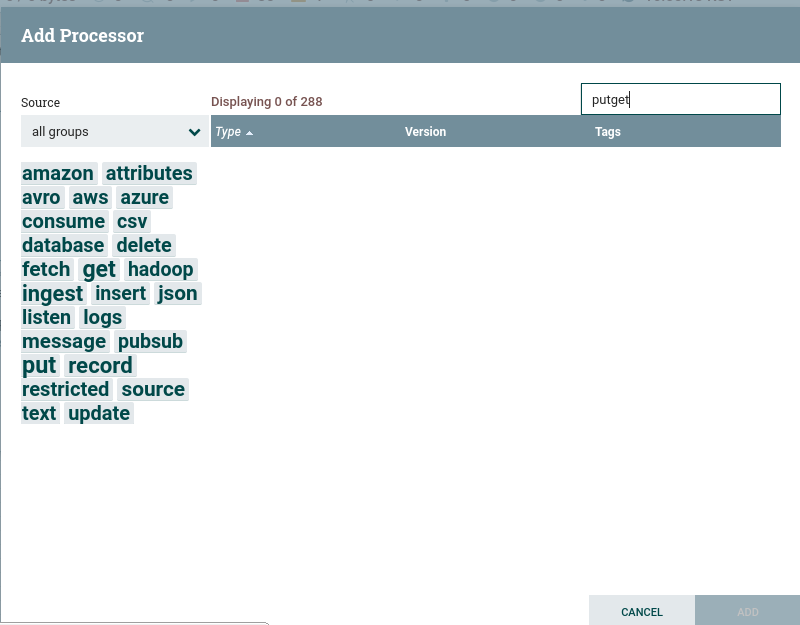 Add Processor
Source
Displaying 0 of 288
putget
all groups
Type Version Tags
amazon attributes
avro aws azure
consume csv
database delete
fetch get hadoop
ingest insert json
listen logs
message pubsub
put record
restricted source
text update
CANCEL ADD